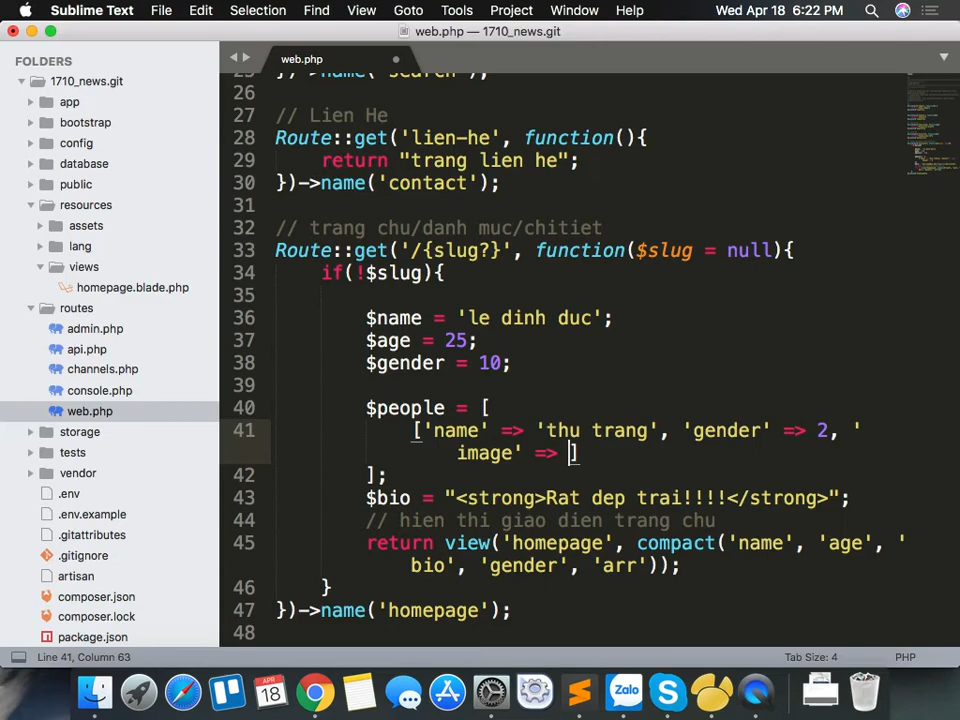 Sublime Text File Edit Selection Find View Goto Tools Project Window Help Wed Apr 18 6:22 PM
web.php — 1710_news.git
FOLDERS
1710_news.git
app
bootstrap
config
database
public
resources
assets
lang
views
homepage.blade.php
routes
admin.php
api.php
channels.php
console.php
web.php
storage
tests
vendor
.env
.env.example
.gitattributes
.gitignore
artisan
composer.json
composer.lock
package.json
web.php
25 })->name('search');
26
27 // Lien He
28 Route::get('lien-he', function(){
29 return "trang lien he";
30 })->name('contact');
31
32 // trang chu/danh muc/chitiet
33 Route::get('/{slug?}', function($slug = null){
34 if(!$slug){
35
36 $name = 'le dinh duc';
37 $age = 25;
38 $gender = 10;
39
40 $people = [
41 ['name' => 'thu trang', 'gender' => 2, '
image' => ]
42 ];
43 $bio = "<strong>Rat dep trai!!!!</strong>";
44 // hien thi giao dien trang chu
45 return view('homepage', compact('name', 'age', '
bio', 'gender', 'arr'));
46 }
47 })->name('homepage');
48
Line 41, Column 63 Tab Size: 4 PHP
APR
18
Zalo